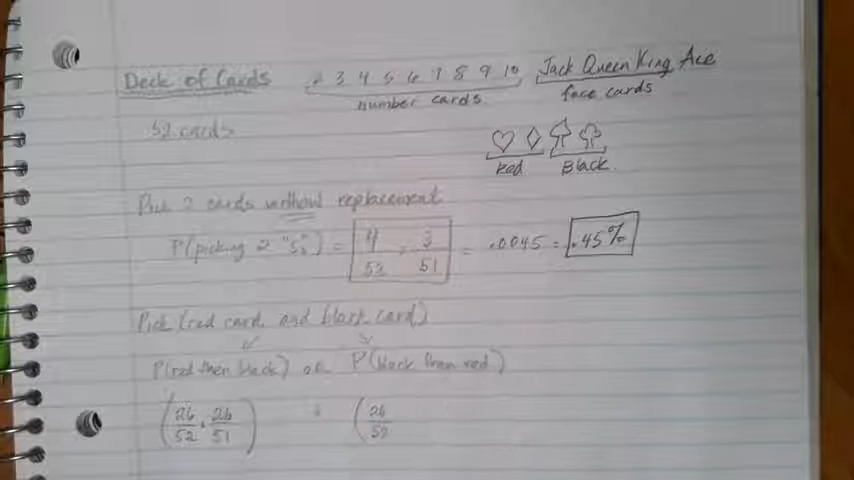 Deck of Cards 2 3 4 5 6 7 8 9 10 Jack Queen King Ace
number cards face cards
52 cards
Red Black
Pick 2 cards without replacement
P(picking 2 "5s") = 4/52 · 3/51 = .0045 = .45%
Pick (red card and black card)
P(red then black) or P(black then red)
(26/52 · 26/51) + (26/52